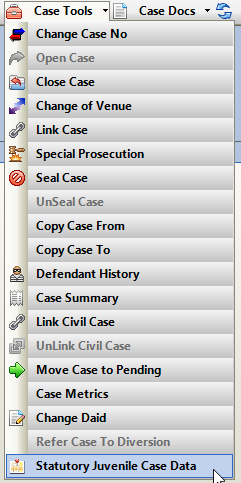 Case Tools Case Docs
Change Case No
Open Case
Close Case
Change of Venue
Link Case
Special Prosecution
Seal Case
UnSeal Case
Copy Case From
Copy Case To
Defendant History
Case Summary
Link Civil Case
UnLink Civil Case
Move Case to Pending
Case Metrics
Change Daid
Refer Case To Diversion
Statutory Juvenile Case Data